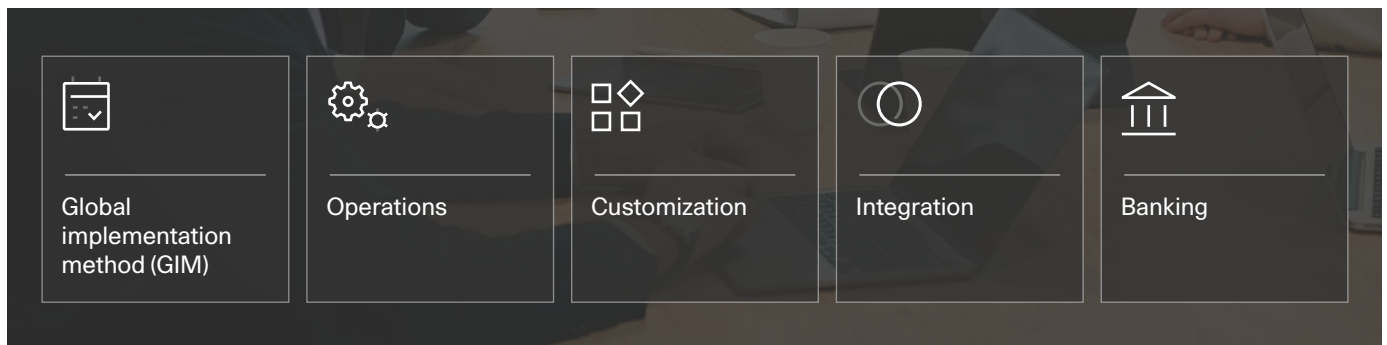 Global
implementation
method (GIM)
Operations
Customization
Integration
Banking